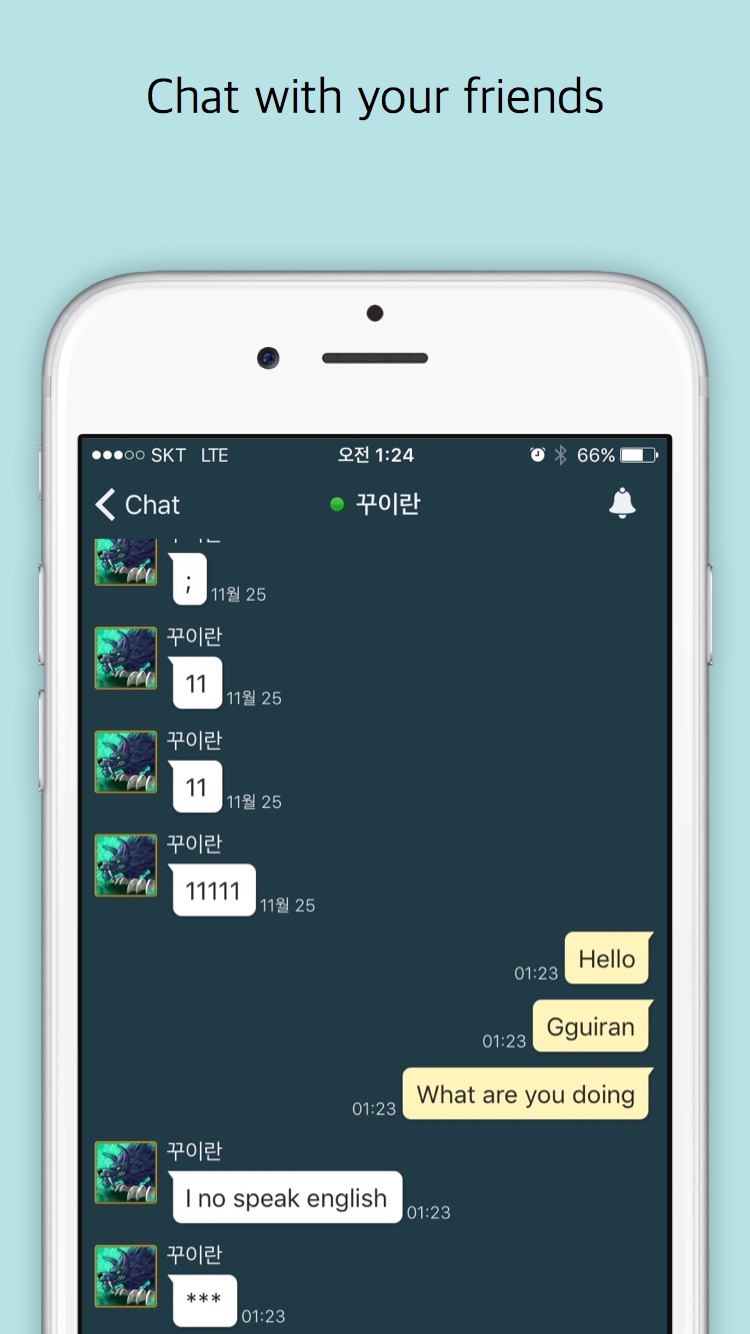 Chat with your friends
SKT LTE 오전 1:24 66%
Chat 꾸이란
; 11월 25
꾸이란
11 11월 25
꾸이란
11 11월 25
꾸이란
11111 11월 25
01:23 Hello
01:23 Gguiran
01:23 What are you doing
꾸이란
I no speak english 01:23
꾸이란
*** 01:23